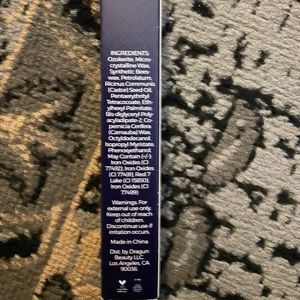 INGREDIENTS:
Ozokerite, Micro-
crystalline Wax,
Synthetic Bees-
wax, Petrolatum,
Ricinus Communis
(Castor) Seed Oil,
Pentaerythrityl
Tetracocoate, Eth-
ylhexyl Palmitate,
Bis-diglyceryl Poly-
acyladipate-2, Co-
pernicia Cerifera
(Carnauba) Wax,
Octyldodecanol,
Isopropyl Myristate,
Phenoxyethanol;
May Contain (+/-):
Iron Oxides (CI
77492), Iron Oxides
(CI 77491), Red 7
Lake (CI 15850),
Iron Oxides (CI
77499).
Warnings: For
external use only.
Keep out of reach
of children.
Discontinue use if
irritation occurs.
Made in China
Dist. by Dragun
Beauty LLC.
Los Angeles, CA
90038.